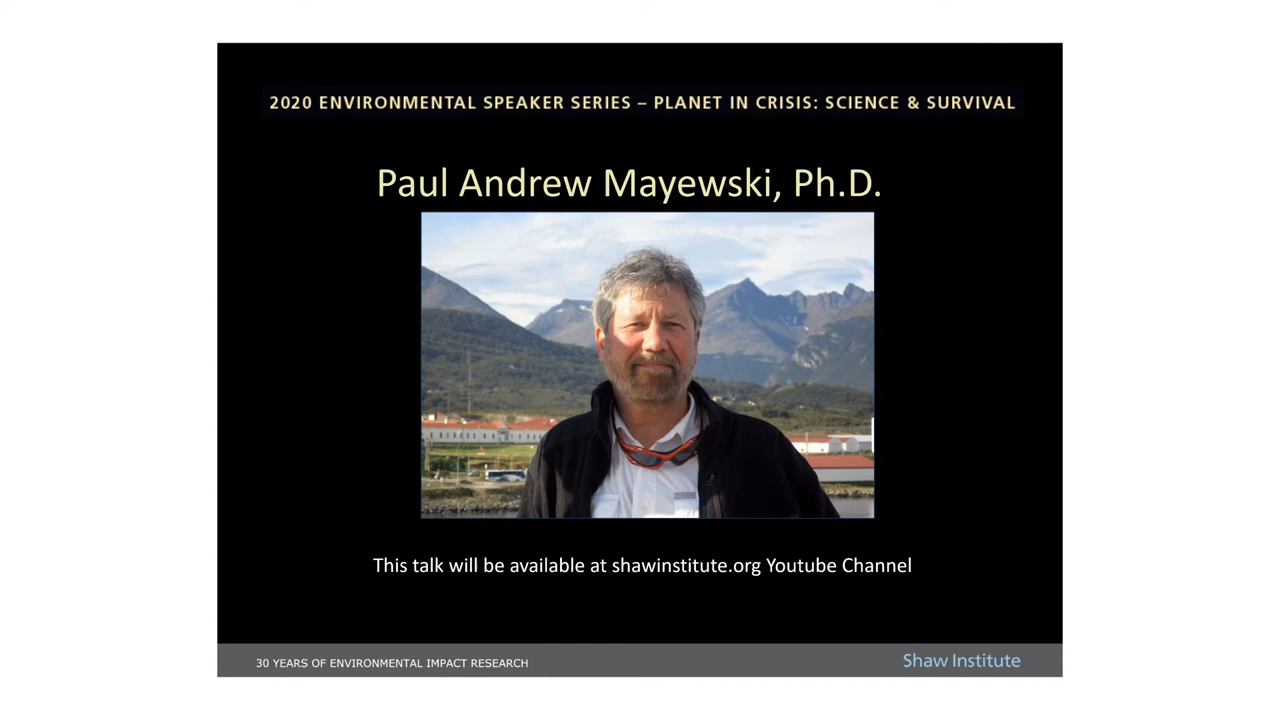 2020 ENVIRONMENTAL SPEAKER SERIES – PLANET IN CRISIS: SCIENCE & SURVIVAL
Paul Andrew Mayewski, Ph.D.
This talk will be available at shawinstitute.org Youtube Channel
30 YEARS OF ENVIRONMENTAL IMPACT RESEARCH
Shaw Institute